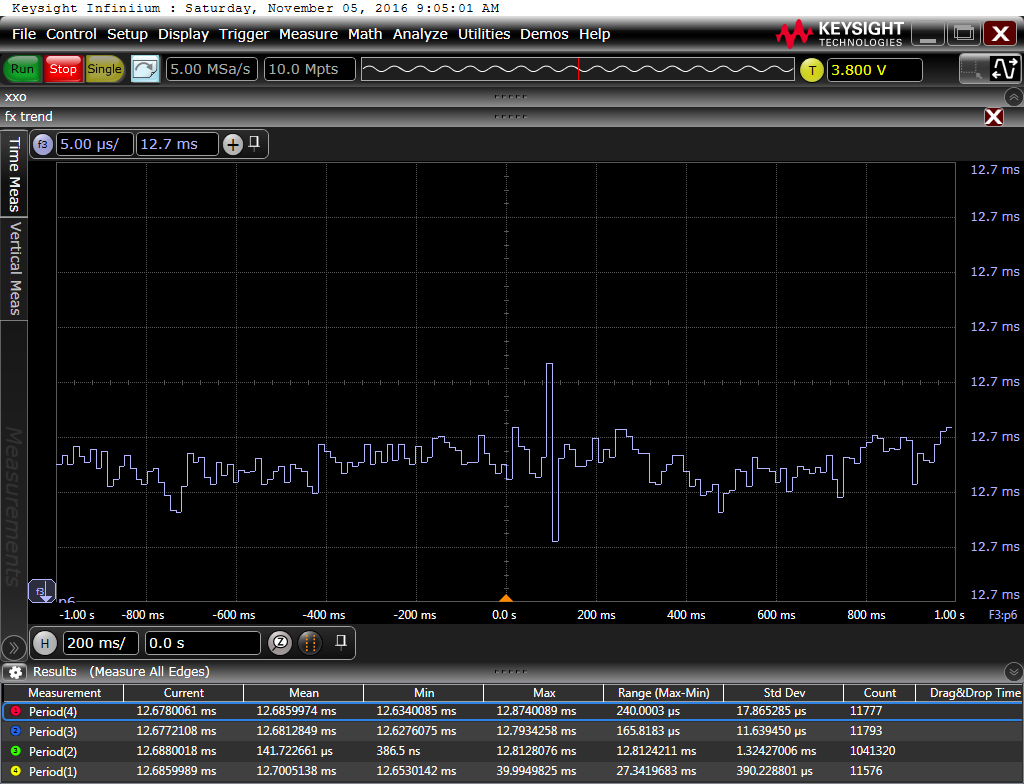 Keysight Infiniium : Saturday, November 05, 2016 9:05:01 AM
File Control Setup Display Trigger Measure Math Analyze Utilities Demos Help
KEYSIGHT
TECHNOLOGIES
Run Stop Single 5.00 MSa/s 10.0 Mpts T 3.800 V
xxo
fx trend
Time Meas
Vertical Meas
Measurements
f3 5.00 µs/ 12.7 ms
12.7 ms
12.7 ms
12.7 ms
12.7 ms
12.7 ms
12.7 ms
12.7 ms
12.7 ms
12.7 ms
f3 p6
-1.00 s -800 ms -600 ms -400 ms -200 ms 0.0 s 200 ms 400 ms 600 ms 800 ms 1.00 s F3:p6
H 200 ms/ 0.0 s
Results (Measure All Edges)
Measurement Current Mean Min Max Range (Max-Min) Std Dev Count Drag&Drop Time
1 Period(4) 12.6780061 ms 12.6859974 ms 12.6340085 ms 12.8740089 ms 240.0003 µs 17.865285 µs 11777
2 Period(3) 12.6772108 ms 12.6812849 ms 12.6276075 ms 12.7934258 ms 165.8183 µs 11.639450 µs 11793
3 Period(2) 12.6880018 ms 141.722661 µs 386.5 ns 12.8128076 ms 12.8124211 ms 1.32427006 ms 1041320
4 Period(1) 12.6859989 ms 12.7005138 ms 12.6530142 ms 39.9949825 ms 27.3419683 ms 390.228801 µs 11576